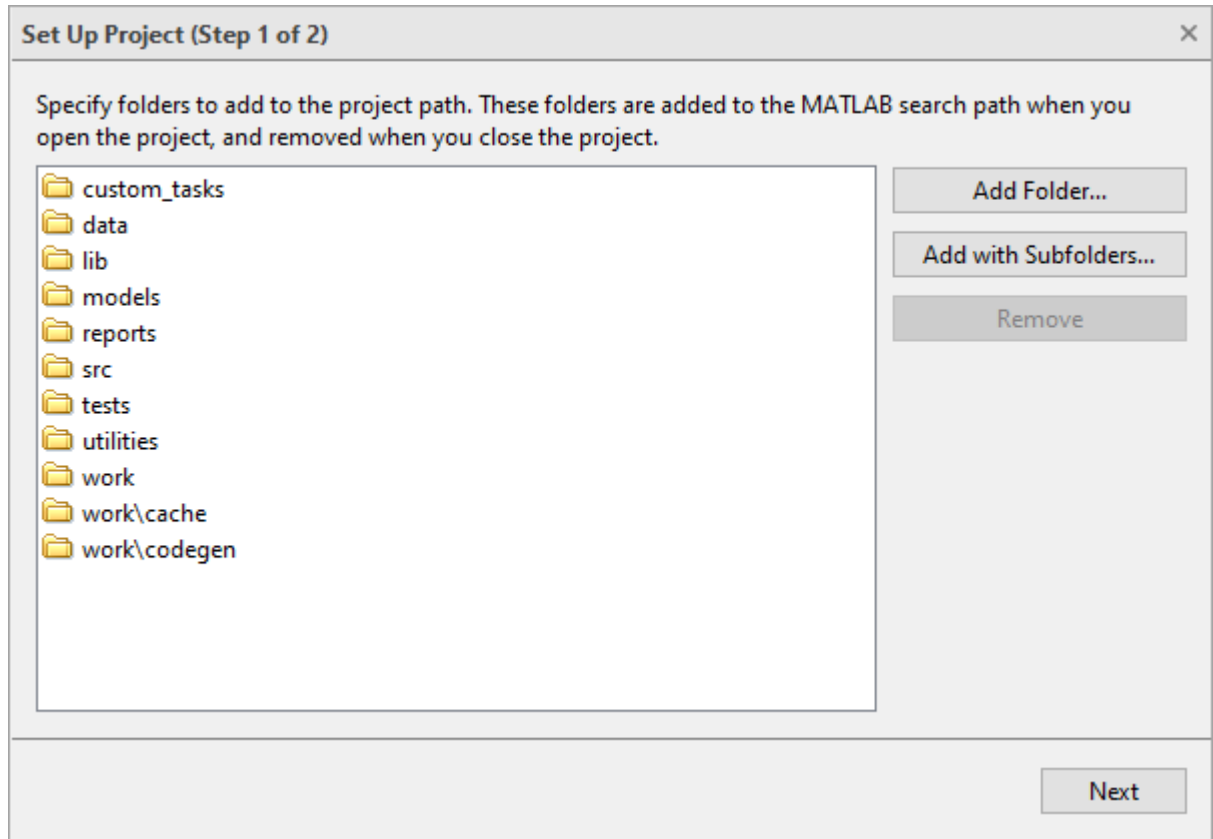 Set Up Project (Step 1 of 2)
Specify folders to add to the project path. These folders are added to the MATLAB search path when you
open the project, and removed when you close the project.
custom_tasks
data
lib
models
reports
src
tests
utilities
work
work\cache
work\codegen
Add Folder...
Add with Subfolders...
Remove
Next